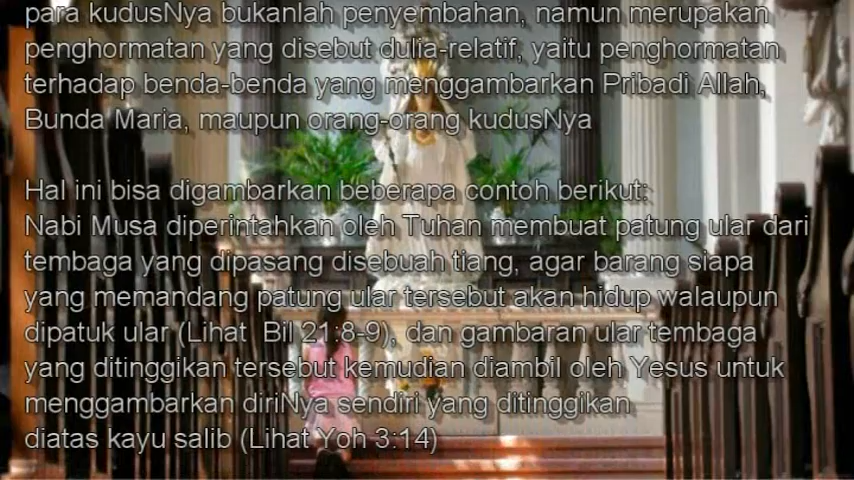 para kudusNya bukanlah penyembahan, namun merupakan
penghormatan yang disebut dulia-relatif, yaitu penghormatan
terhadap benda-benda yang menggambarkan Pribadi Allah,
Bunda Maria, maupun orang-orang kudusNya
Hal ini bisa digambarkan beberapa contoh berikut:
Nabi Musa diperintahkan oleh Tuhan membuat patung ular dari
tembaga yang dipasang disebuah tiang, agar barang siapa
yang memandang patung ular tersebut akan hidup walaupun
dipatuk ular (Lihat Bil 21:8-9), dan gambaran ular tembaga
yang ditinggikan tersebut kemudian diambil oleh Yesus untuk
menggambarkan diriNya sendiri yang ditinggikan
diatas kayu salib (Lihat Yoh 3:14)